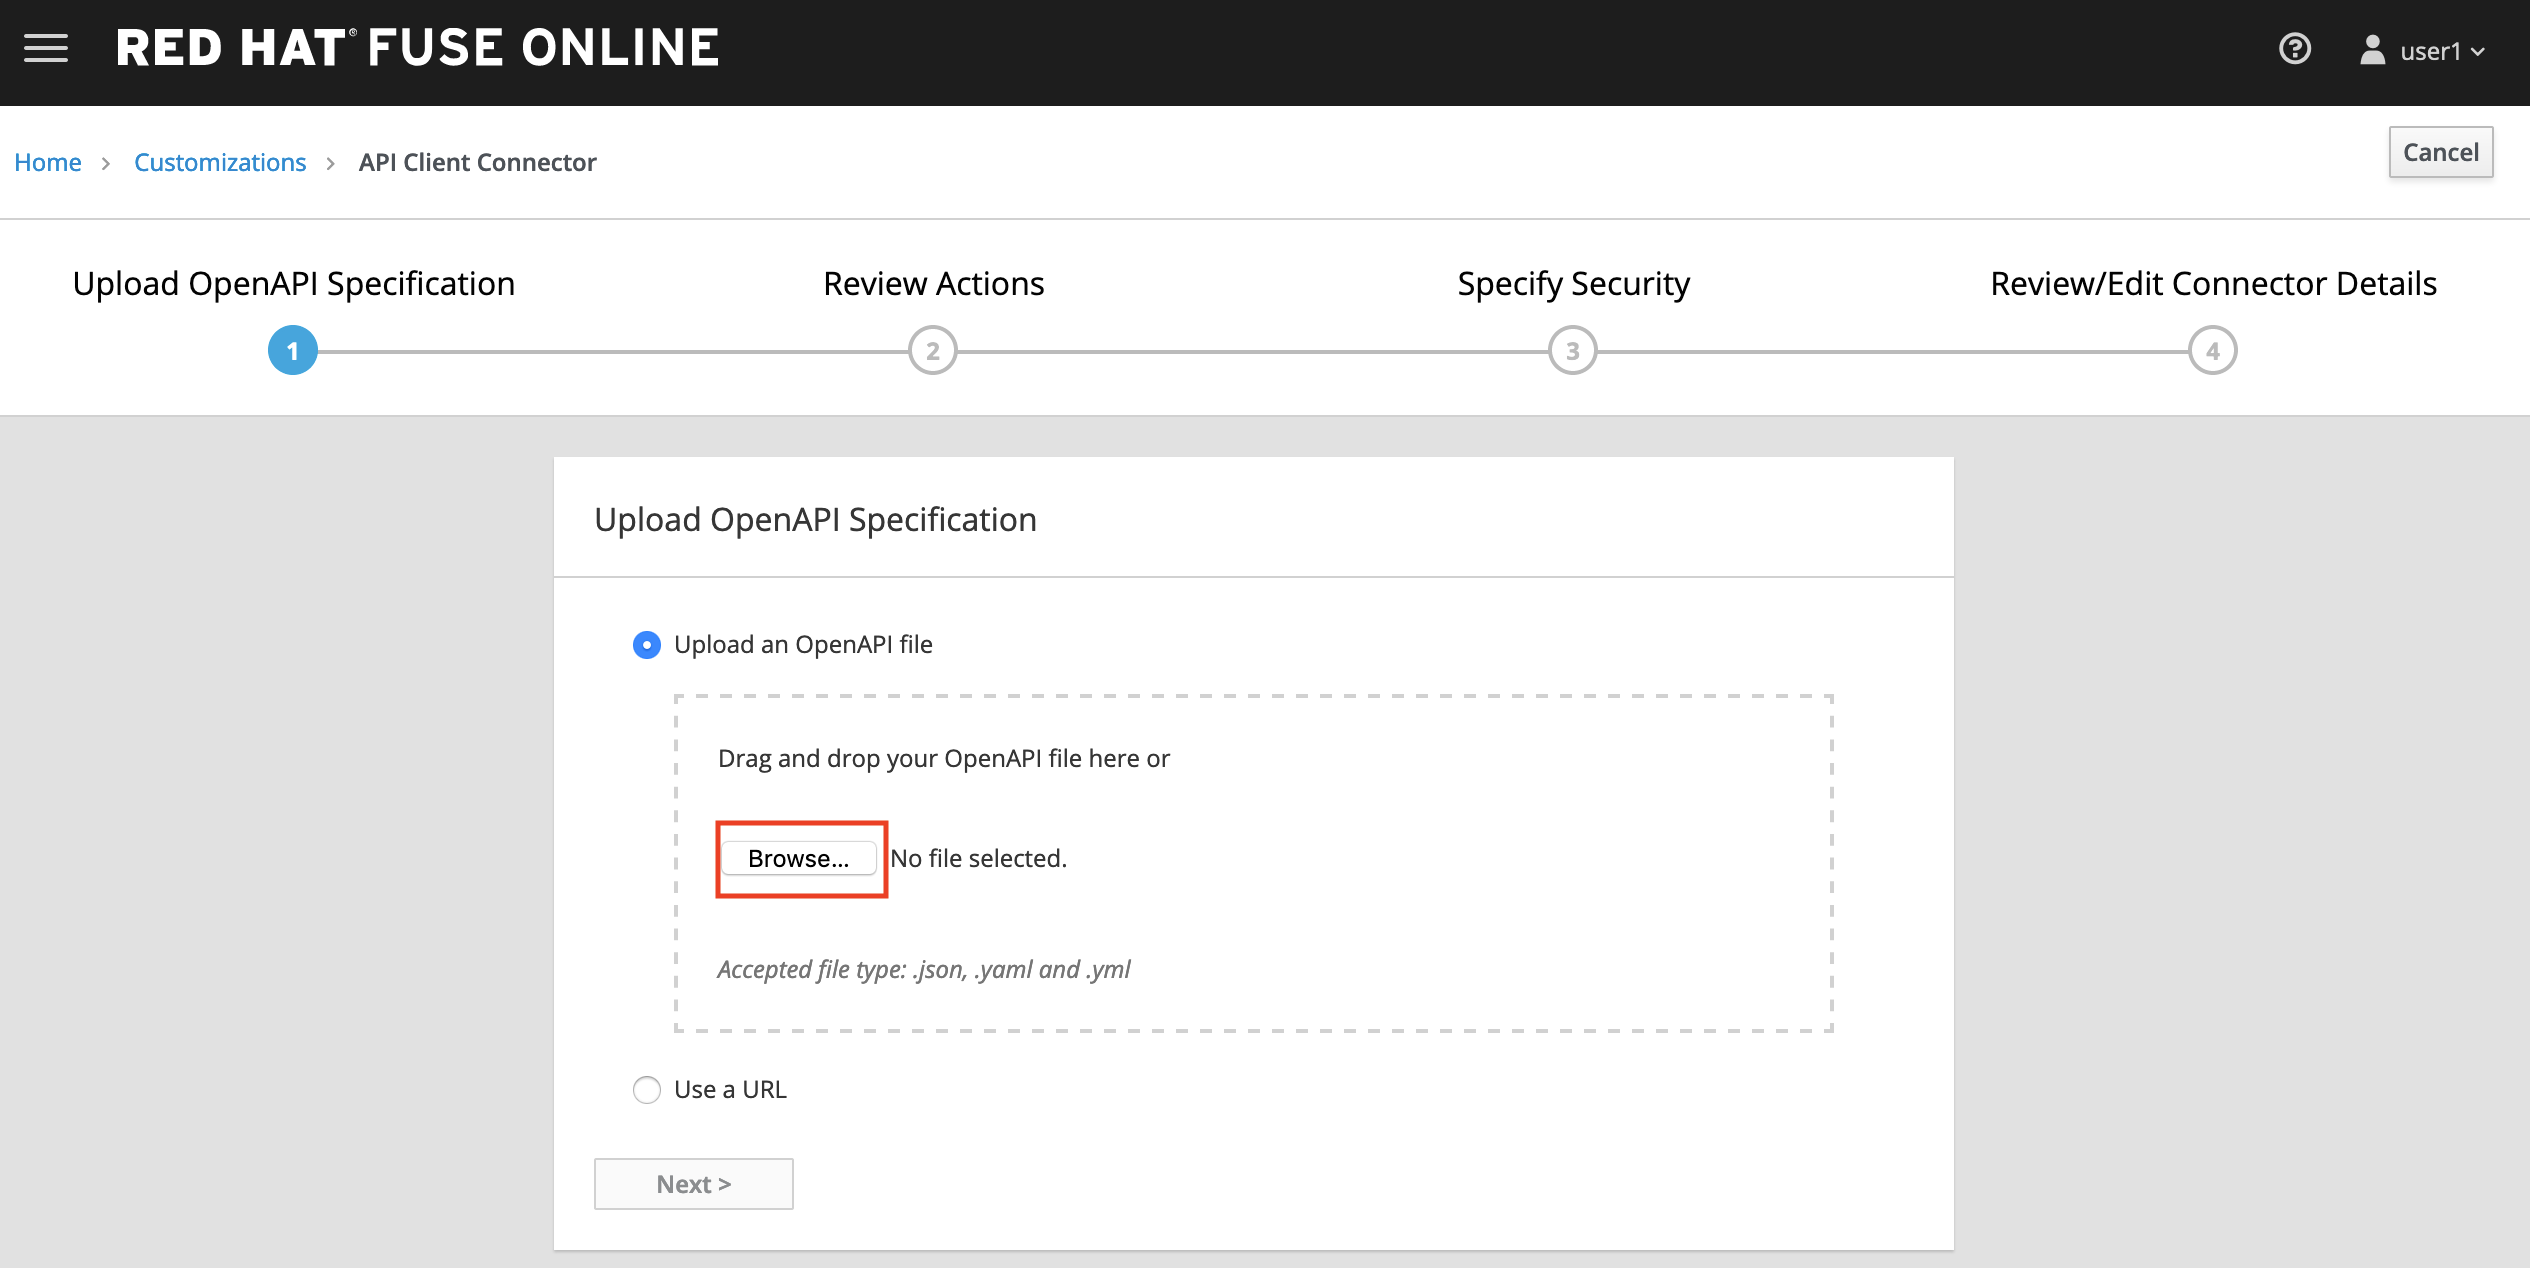 RED HAT® FUSE ONLINE
user1
Home > Customizations > API Client Connector
Cancel
Upload OpenAPI Specification
Review Actions
Specify Security
Review/Edit Connector Details
1
2
3
4
Upload OpenAPI Specification
Upload an OpenAPI file
Drag and drop your OpenAPI file here or
Browse... No file selected.
Accepted file type: .json, .yaml and .yml
Use a URL
Next >